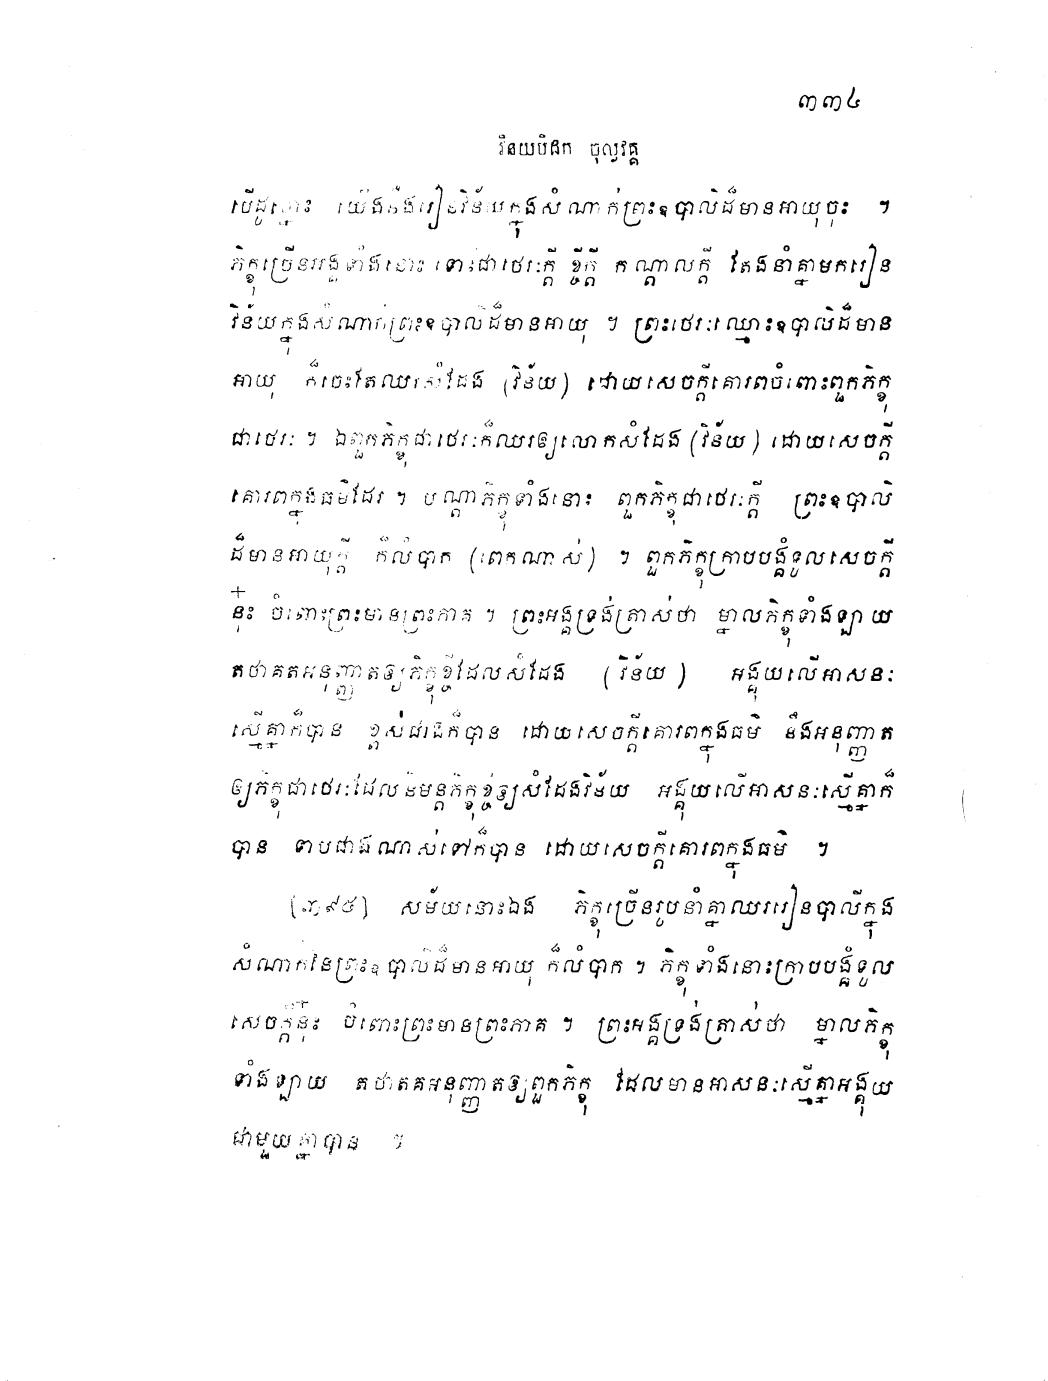 ៣៣៤
វិនយបិដក ចុល្លវគ្គ
បើដូច្នោះ យើងនឹងរៀនវិន័យក្នុងសំណាក់ព្រះឧបាលិដ៏មានអាយុចុះ ។
ភិក្ខុច្រើនអង្គទាំងនោះ ទោះជាថេរៈក្តី ខ្ចីក្តី កណ្តាលក្តី តែងនាំគ្នាមករៀន
វិន័យក្នុងសំណាក់ព្រះឧបាលិដ៏មានអាយុ ។ ព្រះថេរៈឈ្មោះឧបាលិដ៏មាន
អាយុ ក៏ចេះតែឈរសំដែង (វិន័យ) ដោយសេចក្តីគោរពចំពោះពួកភិក្ខុ
ជាថេរៈ ។ ឯពួកភិក្ខុជាថេរៈក៏ឈរឲ្យលោកសំដែង (វិន័យ) ដោយសេចក្តី
គោរពក្នុងធម៌ដែរ ។ បណ្តាភិក្ខុទាំងនោះ ពួកភិក្ខុជាថេរៈក្តី ព្រះឧបាលិ
ដ៏មានអាយុក្តី ក៏លំបាក (ពេកណាស់) ។ ពួកភិក្ខុក្រាបបង្គំទូលសេចក្តី
នុ៎ះ ចំពោះព្រះមានព្រះភាគ ។ ព្រះអង្គទ្រង់ត្រាស់ថា ម្នាលភិក្ខុទាំងឡាយ
តថាគតអនុញ្ញាតឲ្យភិក្ខុខ្ចីដែលសំដែង (វិន័យ) អង្គុយលើអាសនៈ
ស្មើគ្នាក៏បាន ខ្ពស់ជាងក៏បាន ដោយសេចក្តីគោរពក្នុងធម៌ នឹងអនុញ្ញាត
ឲ្យភិក្ខុជាថេរៈដែលនិមន្តភិក្ខុខ្ចីឲ្យសំដែងវិន័យ អង្គុយលើអាសនៈស្មើគ្នាក៏
បាន ទាបជាងណាស់ទៅក៏បាន ដោយសេចក្តីគោរពក្នុងធម៌ ។
(៣៩៤) សម័យនោះឯង ភិក្ខុច្រើនរូបនាំគ្នាឈររៀនបាលីក្នុង
សំណាក់នៃព្រះឧបាលិដ៏មានអាយុ ក៏លំបាក ។ ភិក្ខុទាំងនោះក្រាបបង្គំទូល
សេចក្តីនុ៎ះ ចំពោះព្រះមានព្រះភាគ ។ ព្រះអង្គទ្រង់ត្រាស់ថា ម្នាលភិក្ខុ
ទាំងឡាយ តថាគតអនុញ្ញាតឲ្យពួកភិក្ខុ ដែលមានអាសនៈស្មើគ្នាអង្គុយ
ជាមួយគ្នាបាន ។